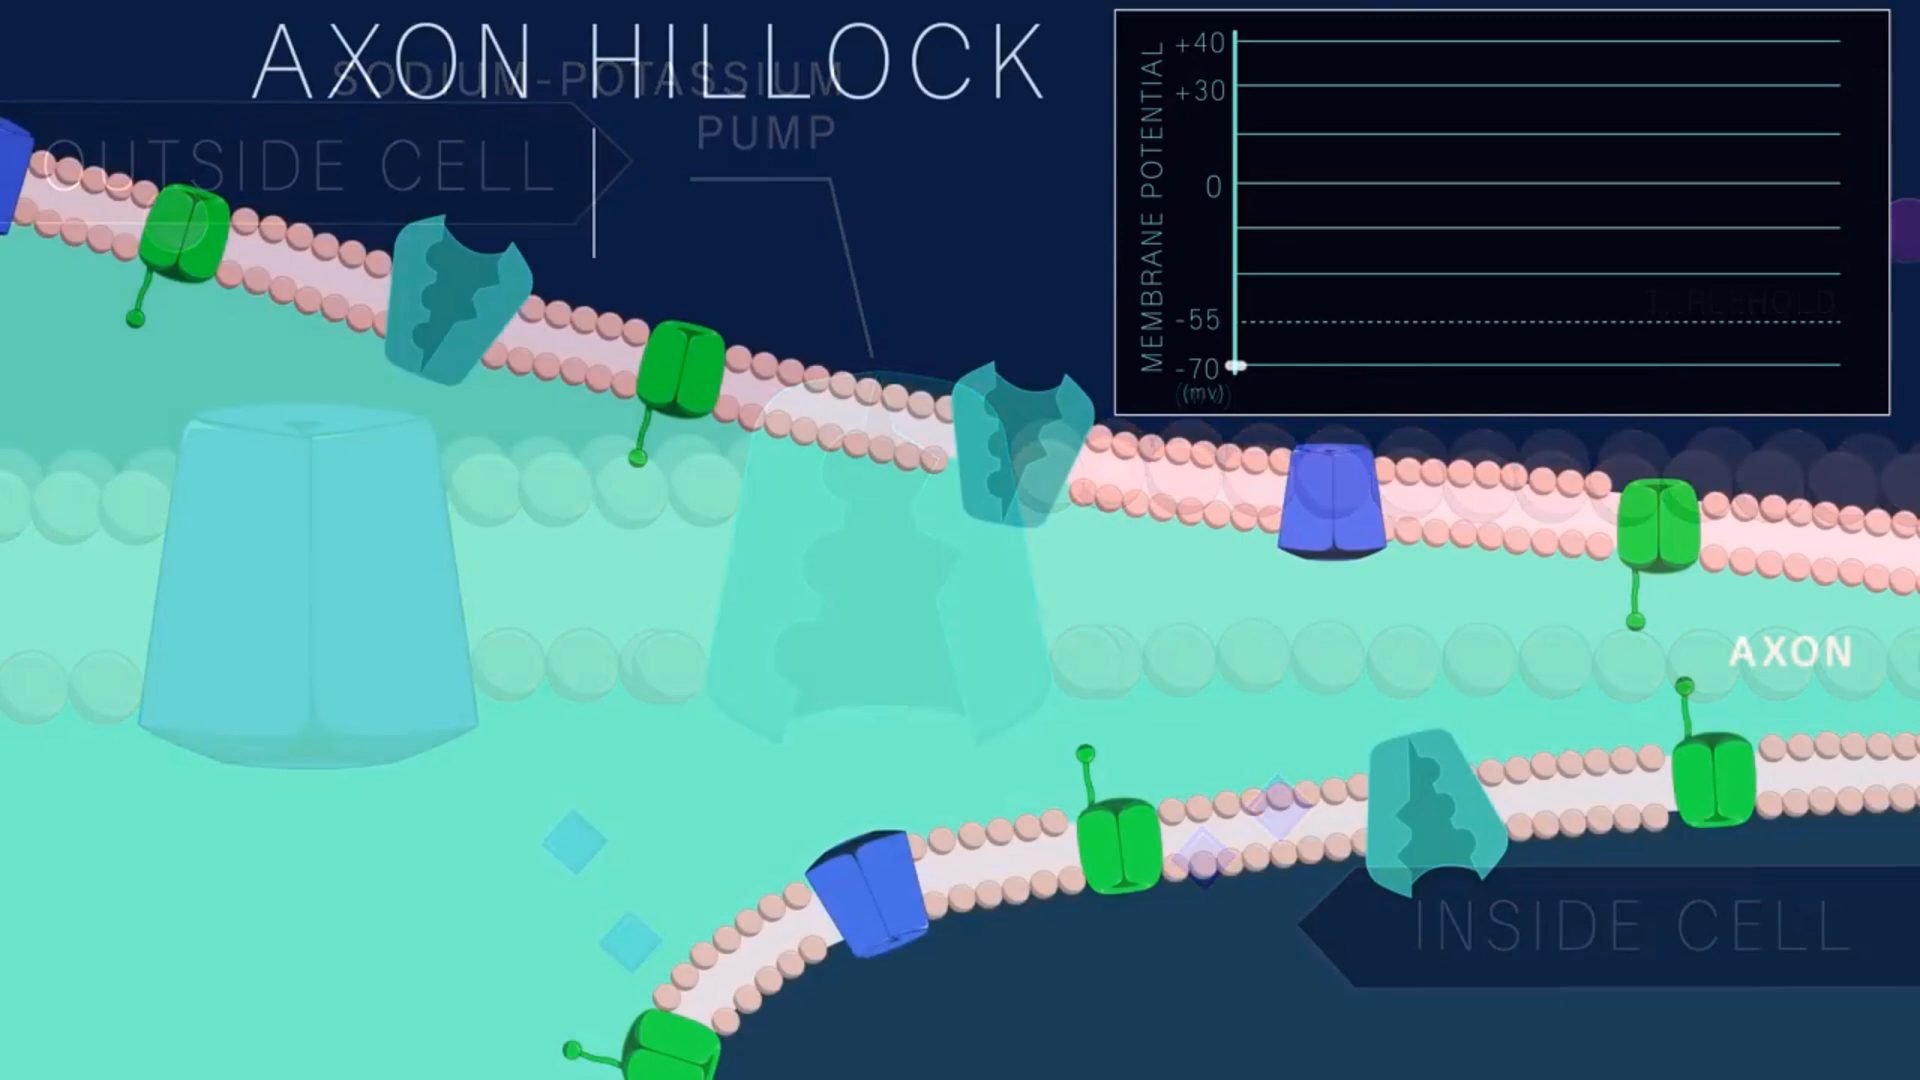 AXON HILLOCK
SODIUM-POTASSIUM
PUMP
OUTSIDE CELL
MEMBRANE POTENTIAL
+40
+30
0
-55
-70
(mv)
AXON
INSIDE CELL